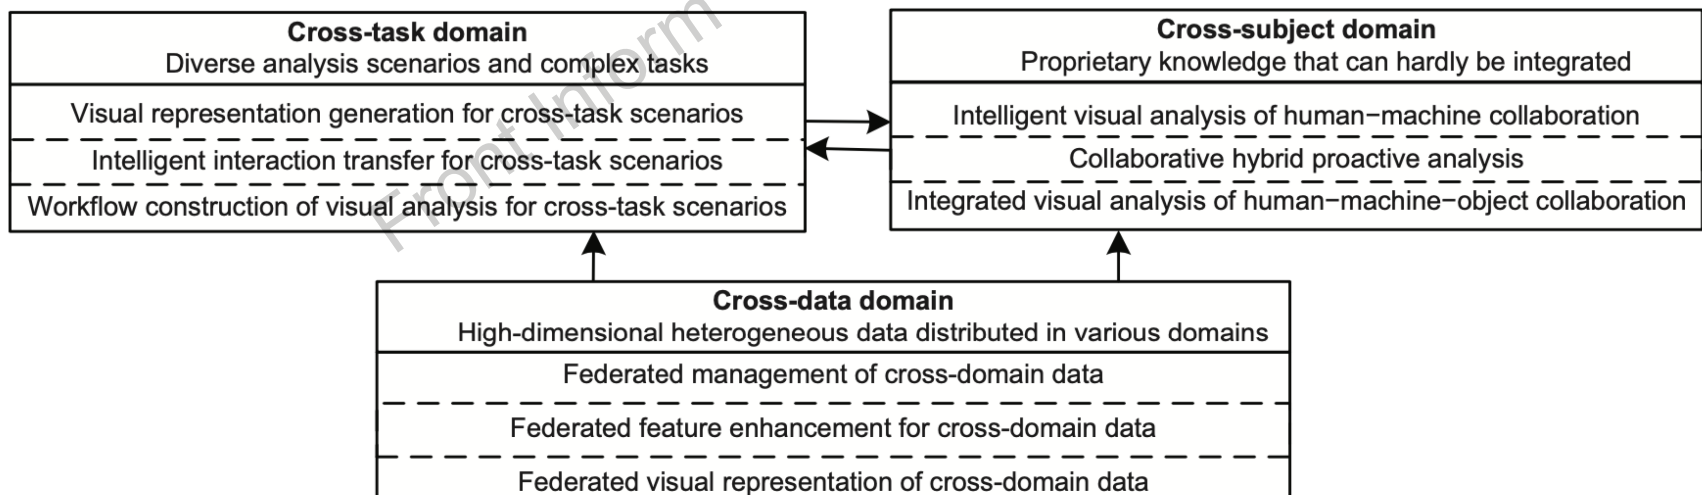 Cross-task domain
Diverse analysis scenarios and complex tasks
Visual representation generation for cross-task scenarios
Intelligent interaction transfer for cross-task scenarios
Workflow construction of visual analysis for cross-task scenarios
Cross-subject domain
Proprietary knowledge that can hardly be integrated
Intelligent visual analysis of human−machine collaboration
Collaborative hybrid proactive analysis
Integrated visual analysis of human−machine−object collaboration
Cross-data domain
High-dimensional heterogeneous data distributed in various domains
Federated management of cross-domain data
Federated feature enhancement for cross-domain data
Federated visual representation of cross-domain data
Front Inform